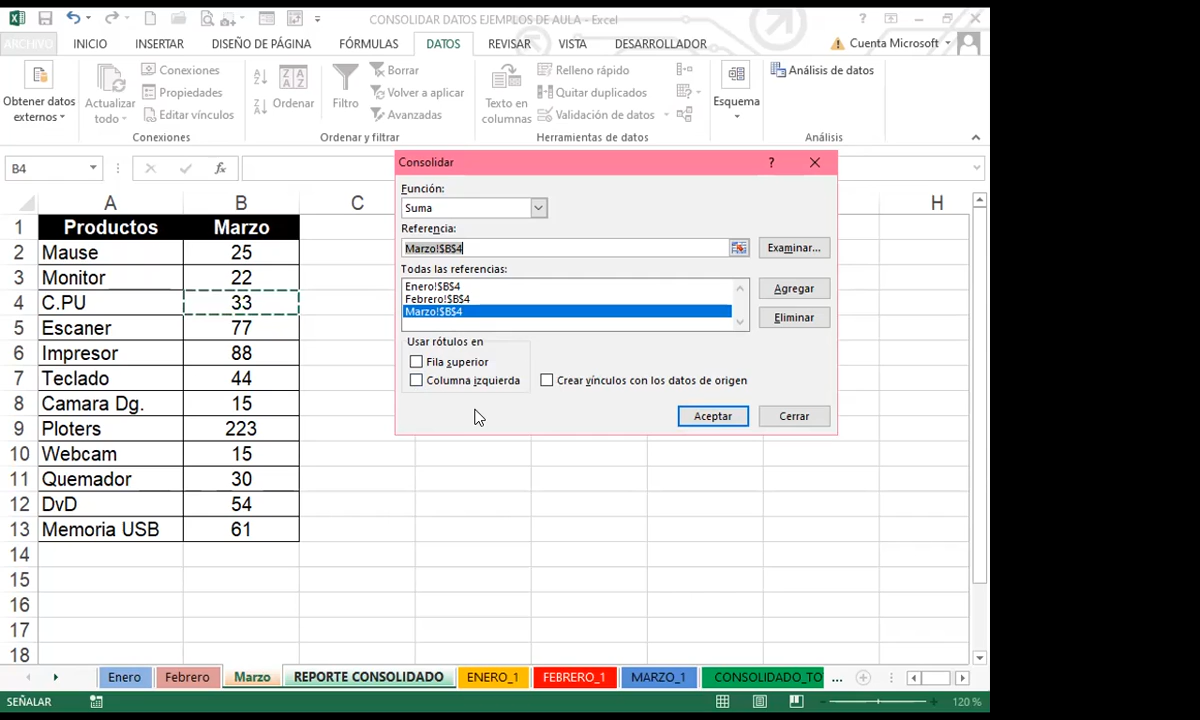 CONSOLIDAR DATOS EJEMPLOS DE AULA - Excel
ARCHIVO INICIO INSERTAR DISEÑO DE PÁGINA FÓRMULAS DATOS REVISAR VISTA DESARROLLADOR Cuenta Microsoft
Obtener datos externos
Actualizar todo
Conexiones
Propiedades
Editar vínculos
Conexiones
Ordenar
Filtro
Borrar
Volver a aplicar
Avanzadas
Ordenar y filtrar
Texto en columnas
Relleno rápido
Quitar duplicados
Validación de datos
Herramientas de datos
Esquema
Análisis de datos
Análisis
B4
fx
Consolidar
?
Función:
Suma
Referencia:
Marzo!$B$4
Examinar...
Todas las referencias:
Enero!$B$4
Febrero!$B$4
Marzo!$B$4
Agregar
Eliminar
Usar rótulos en
Fila superior
Columna izquierda
Crear vínculos con los datos de origen
Aceptar
Cerrar
A B C H
1 Productos Marzo
2 Mause 25
3 Monitor 22
4 C.PU 33
5 Escaner 77
6 Impresor 88
7 Teclado 44
8 Camara Dg. 15
9 Ploters 223
10 Webcam 15
11 Quemador 30
12 DvD 54
13 Memoria USB 61
14
15
16
17
18
Enero Febrero Marzo REPORTE CONSOLIDADO ENERO_1 FEBRERO_1 MARZO_1 CONSOLIDADO_TO ...
SEÑALAR
120 %